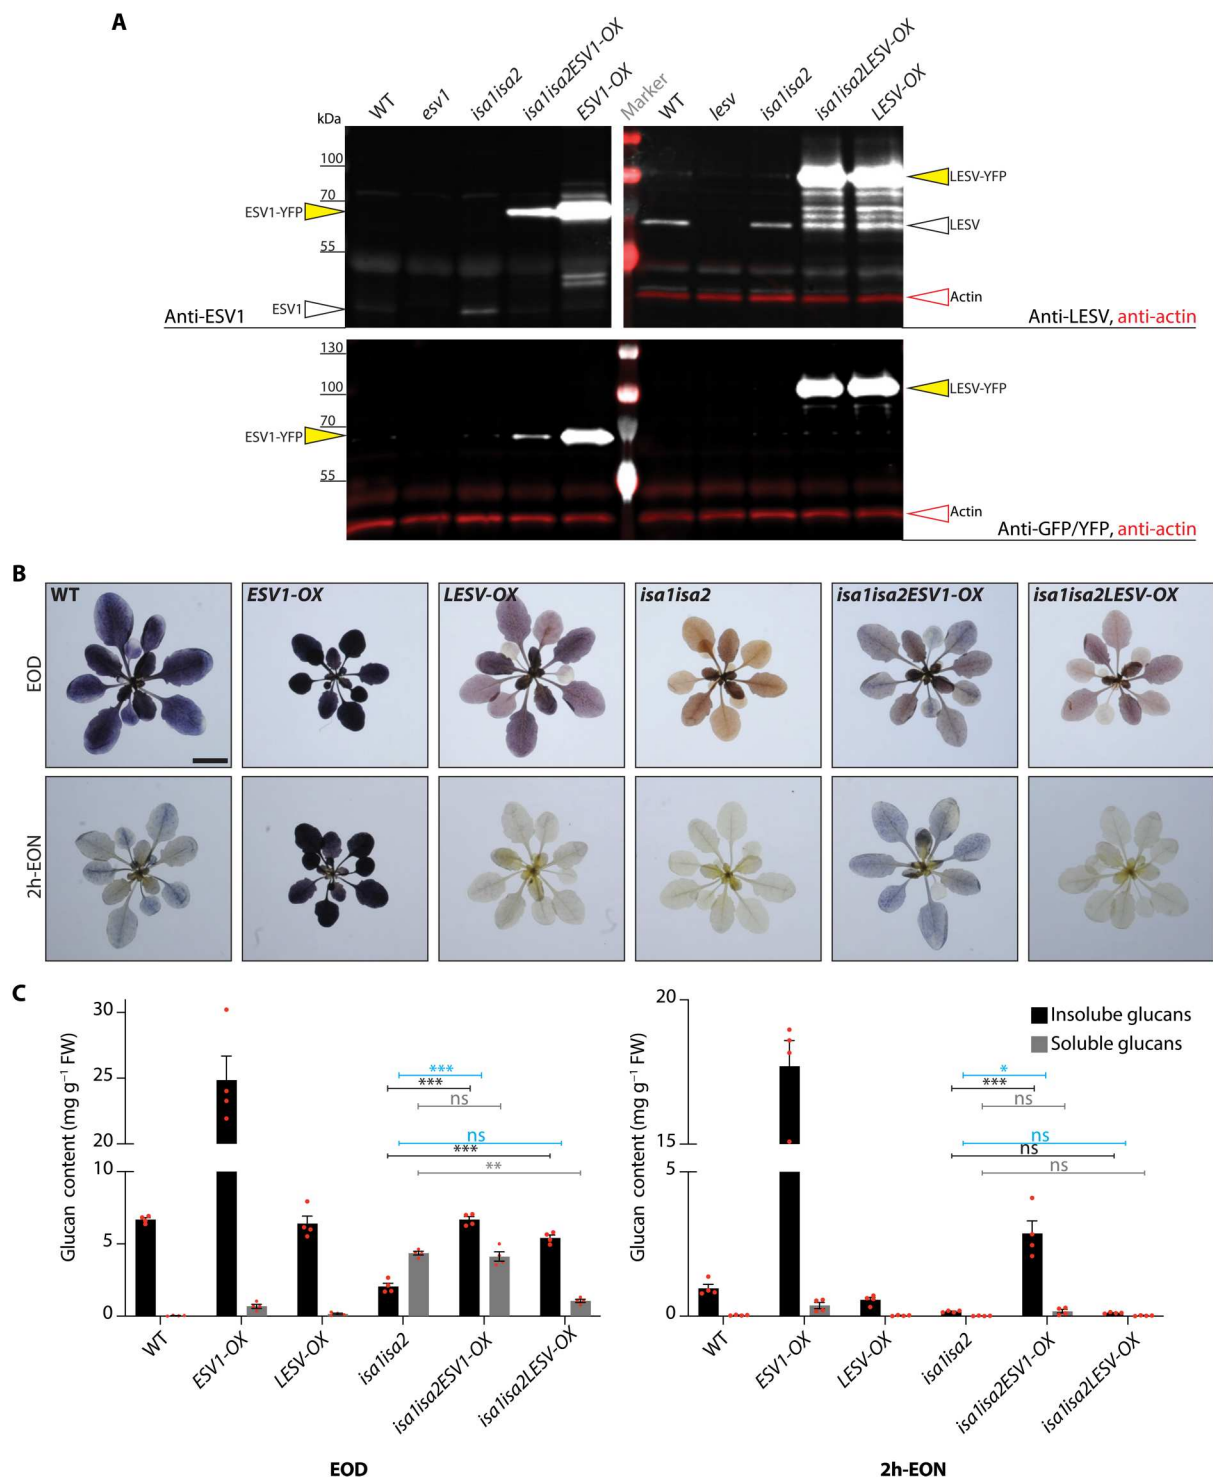 A
WT
esv1
isa1isa2
isa1isa2ESV1-OX
ESV1-OX
Marker
WT
lesv
isa1isa2
isa1isa2LESV-OX
LESV-OX
kDa
100
70
ESV1-YFP
55
ESV1
Anti-ESV1
LESV-YFP
LESV
Actin
Anti-LESV, anti-actin
130
100
70
ESV1-YFP
55
LESV-YFP
Actin
Anti-GFP/YFP, anti-actin
B
WT
ESV1-OX
LESV-OX
isa1isa2
isa1isa2ESV1-OX
isa1isa2LESV-OX
EOD
2h-EON
C
Glucan content (mg g⁻¹ FW)
30
25
20
10
5
0
***
***
ns
ns
***
**
WT
ESV1-OX
LESV-OX
isa1isa2
isa1isa2ESV1-OX
isa1isa2LESV-OX
EOD
Glucan content (mg g⁻¹ FW)
20
15
5
0
Insolube glucans
Soluble glucans
*
***
ns
ns
ns
ns
WT
ESV1-OX
LESV-OX
isa1isa2
isa1isa2ESV1-OX
isa1isa2LESV-OX
2h-EON